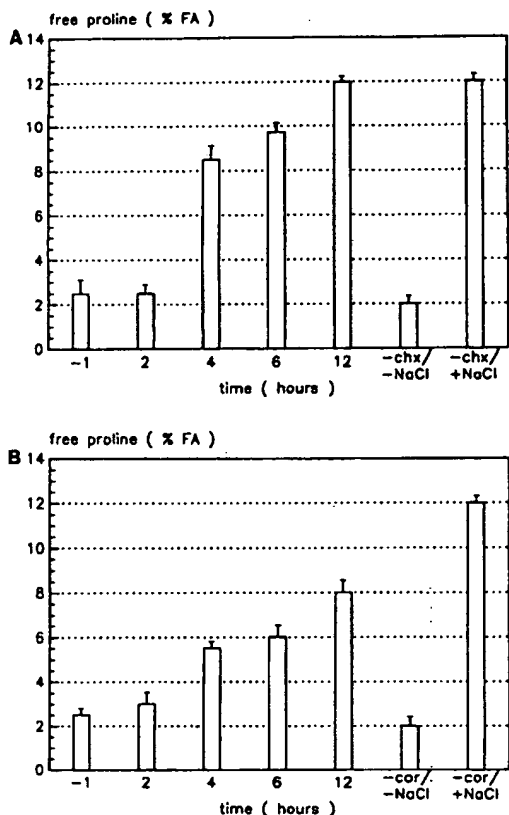 free proline ( % FA )
A
14
12
10
8
6
4
2
0
−1 2 4 6 12 −chx/ −chx/
−NaCl +NaCl
time ( hours )
free proline ( % FA )
B
14
12
10
8
6
4
2
0
−1 2 4 6 12 −cor/ −cor/
−NaCl +NaCl
time ( hours )